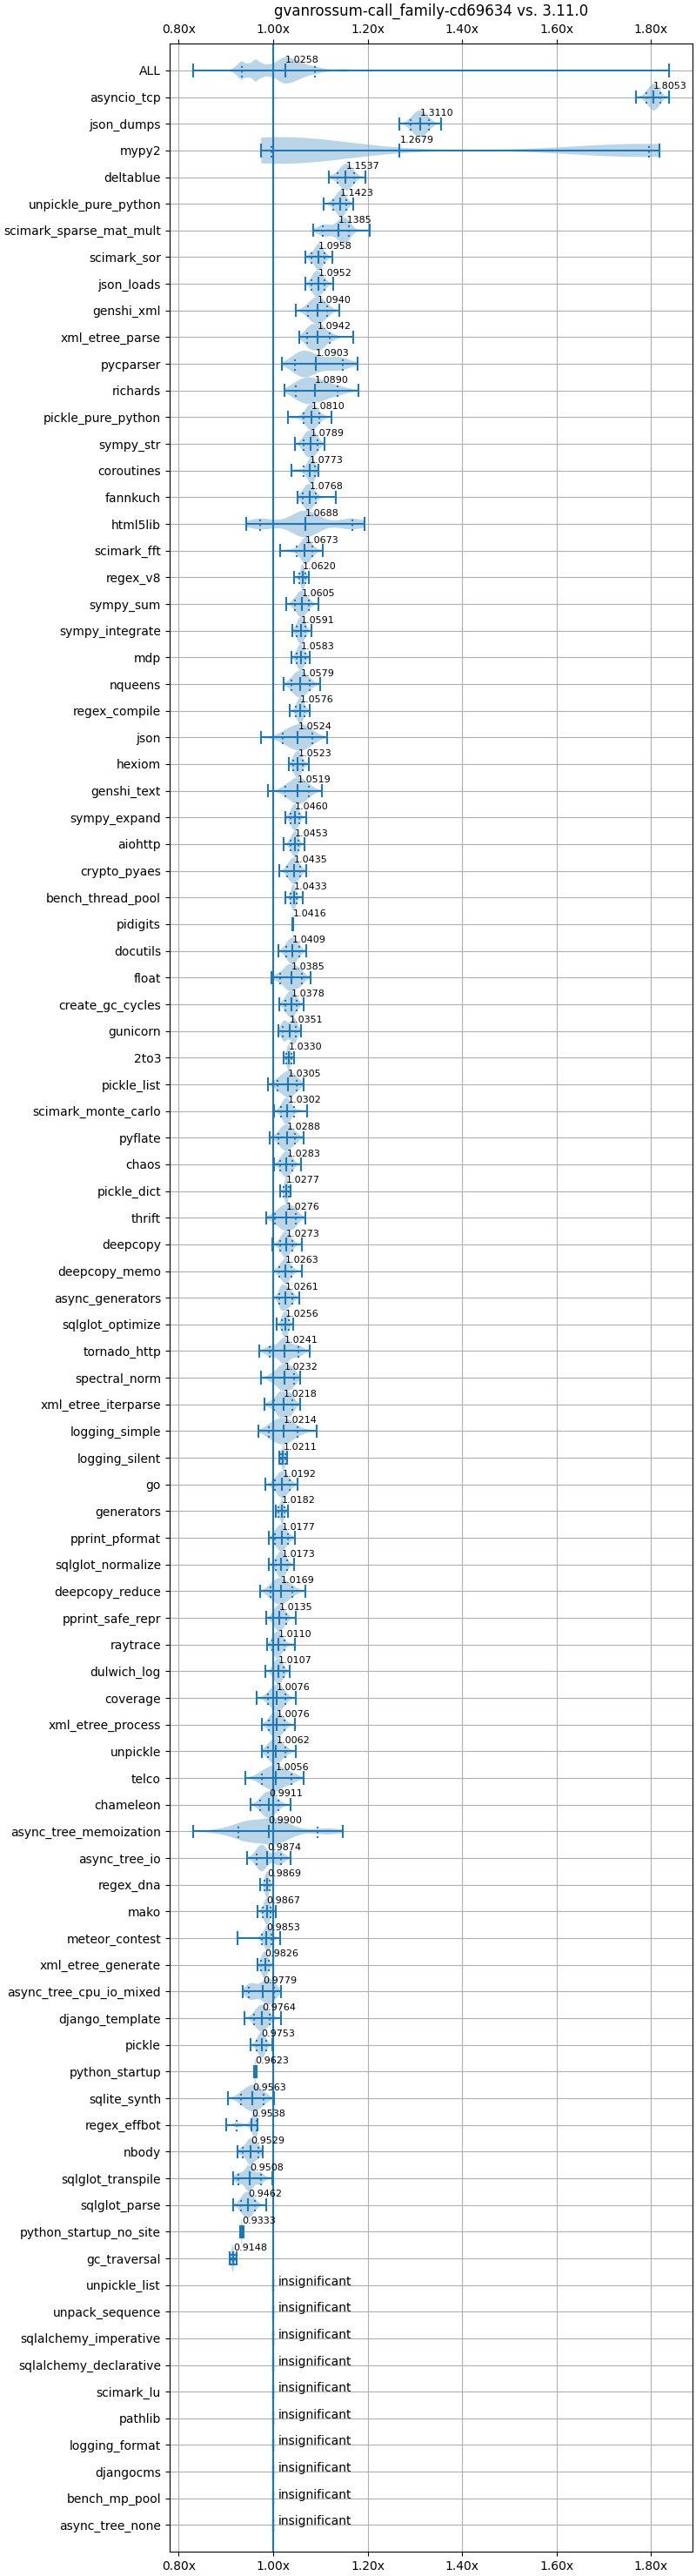 gvanrossum-call_family-cd69634 vs. 3.11.0
0.80x 1.00x 1.20x 1.40x 1.60x 1.80x
ALL 1.0258
asyncio_tcp 1.8053
json_dumps 1.3110
mypy2 1.2679
deltablue 1.1537
unpickle_pure_python 1.1423
scimark_sparse_mat_mult 1.1385
scimark_sor 1.0958
json_loads 1.0952
genshi_xml 1.0940
xml_etree_parse 1.0942
pycparser 1.0903
richards 1.0890
pickle_pure_python 1.0810
sympy_str 1.0789
coroutines 1.0773
fannkuch 1.0768
html5lib 1.0688
scimark_fft 1.0673
regex_v8 1.0620
sympy_sum 1.0605
sympy_integrate 1.0591
mdp 1.0583
nqueens 1.0579
regex_compile 1.0576
json 1.0524
hexiom 1.0523
genshi_text 1.0519
sympy_expand 1.0460
aiohttp 1.0453
crypto_pyaes 1.0435
bench_thread_pool 1.0433
pidigits 1.0416
docutils 1.0409
float 1.0385
create_gc_cycles 1.0378
gunicorn 1.0351
2to3 1.0330
pickle_list 1.0305
scimark_monte_carlo 1.0302
pyflate 1.0288
chaos 1.0283
pickle_dict 1.0277
thrift 1.0276
deepcopy 1.0273
deepcopy_memo 1.0263
async_generators 1.0261
sqlglot_optimize 1.0256
tornado_http 1.0241
spectral_norm 1.0232
xml_etree_iterparse 1.0218
logging_simple 1.0214
logging_silent 1.0211
go 1.0192
generators 1.0182
pprint_pformat 1.0177
sqlglot_normalize 1.0173
deepcopy_reduce 1.0169
pprint_safe_repr 1.0135
raytrace 1.0110
dulwich_log 1.0107
coverage 1.0076
xml_etree_process 1.0076
unpickle 1.0062
telco 1.0056
chameleon 0.9911
async_tree_memoization 0.9900
async_tree_io 0.9874
regex_dna 0.9869
mako 0.9867
meteor_contest 0.9853
xml_etree_generate 0.9826
async_tree_cpu_io_mixed 0.9779
django_template 0.9764
pickle 0.9753
python_startup 0.9623
sqlite_synth 0.9563
regex_effbot 0.9538
nbody 0.9529
sqlglot_transpile 0.9508
sqlglot_parse 0.9462
python_startup_no_site 0.9333
gc_traversal 0.9148
unpickle_list insignificant
unpack_sequence insignificant
sqlalchemy_imperative insignificant
sqlalchemy_declarative insignificant
scimark_lu insignificant
pathlib insignificant
logging_format insignificant
djangocms insignificant
bench_mp_pool insignificant
async_tree_none insignificant
0.80x 1.00x 1.20x 1.40x 1.60x 1.80x